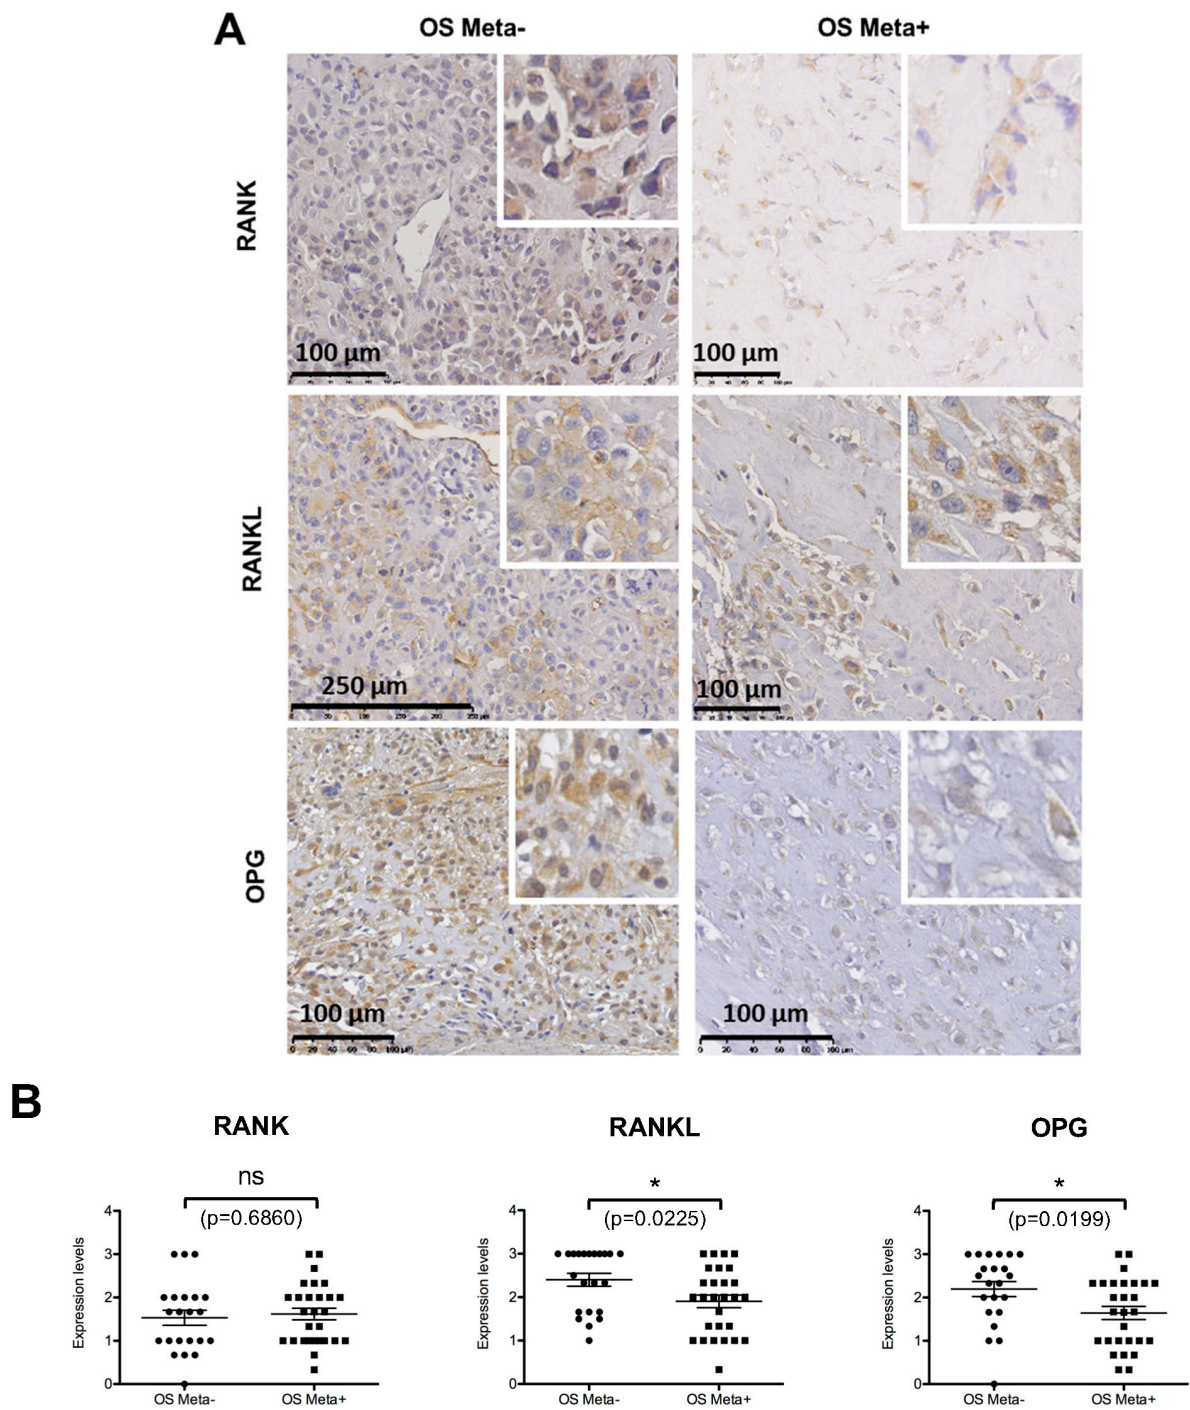 A
OS Meta-
OS Meta+
RANK
100 µm
100 µm
RANKL
250 µm
100 µm
OPG
100 µm
100 µm
B
RANK
RANKL
OPG
ns
*
*
(p=0.6860)
(p=0.0225)
(p=0.0199)
Expression levels
4
3
2
1
0
OS Meta-
OS Meta+
Expression levels
4
3
2
1
0
OS Meta-
OS Meta+
Expression levels
4
3
2
1
0
OS Meta-
OS Meta+